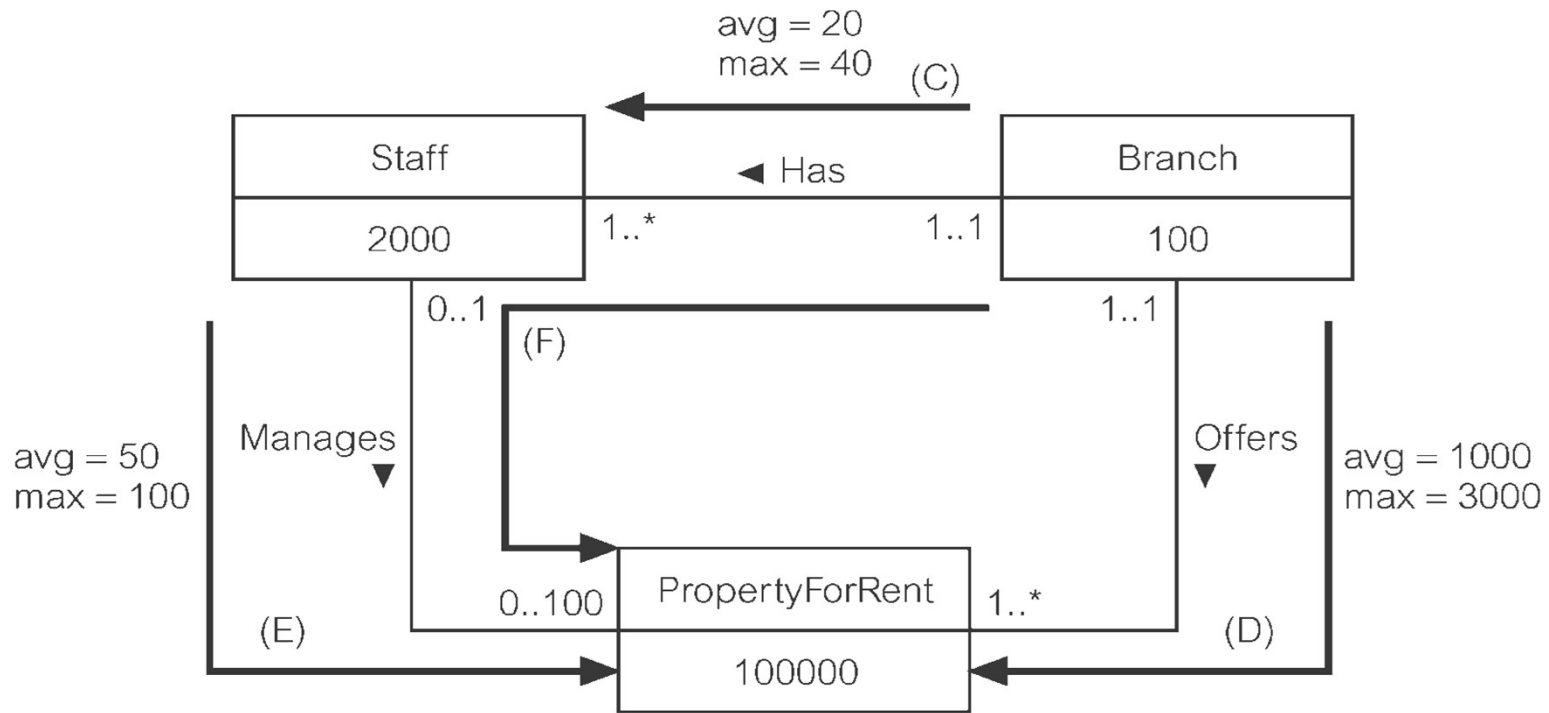 avg = 20
max = 40
(C)
Staff
◄ Has
Branch
2000
1..*
1..1
100
0..1
(F)
1..1
Manages
▼
Offers
▼
avg = 50
max = 100
avg = 1000
max = 3000
0..100
PropertyForRent
1..*
(E)
(D)
100000